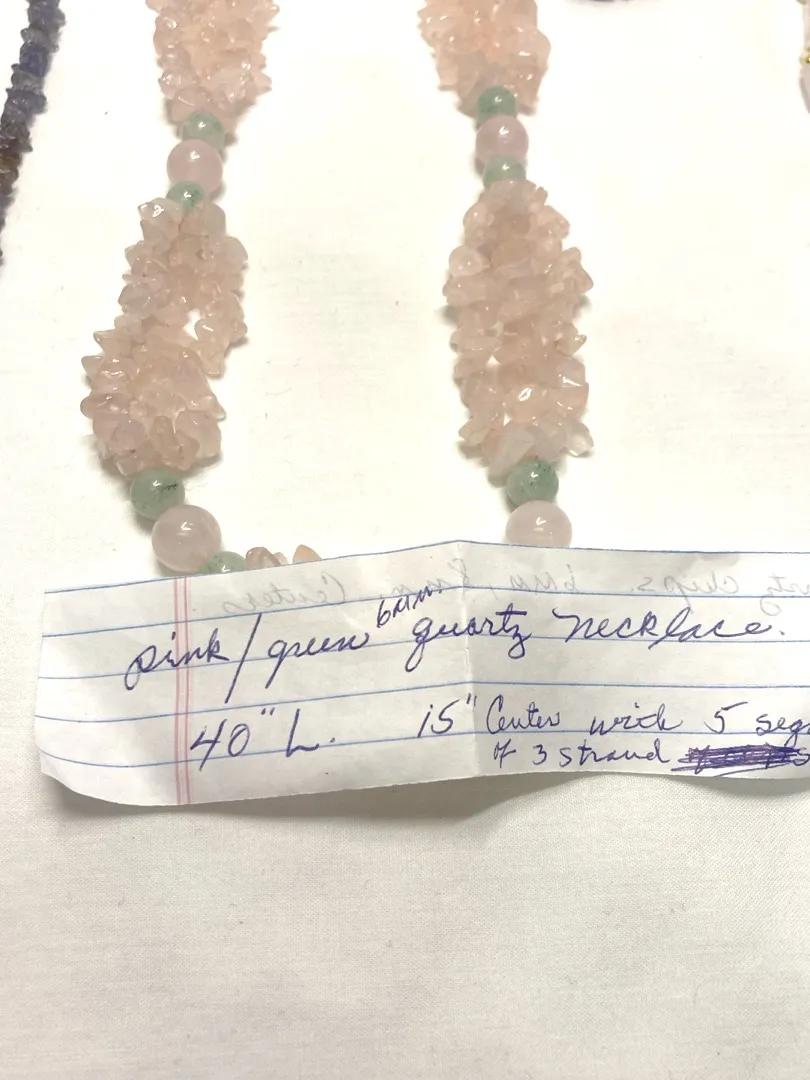 pink/green 6mm quartz necklace.
40" L. 15" Center with 5 seg
of 3 strand